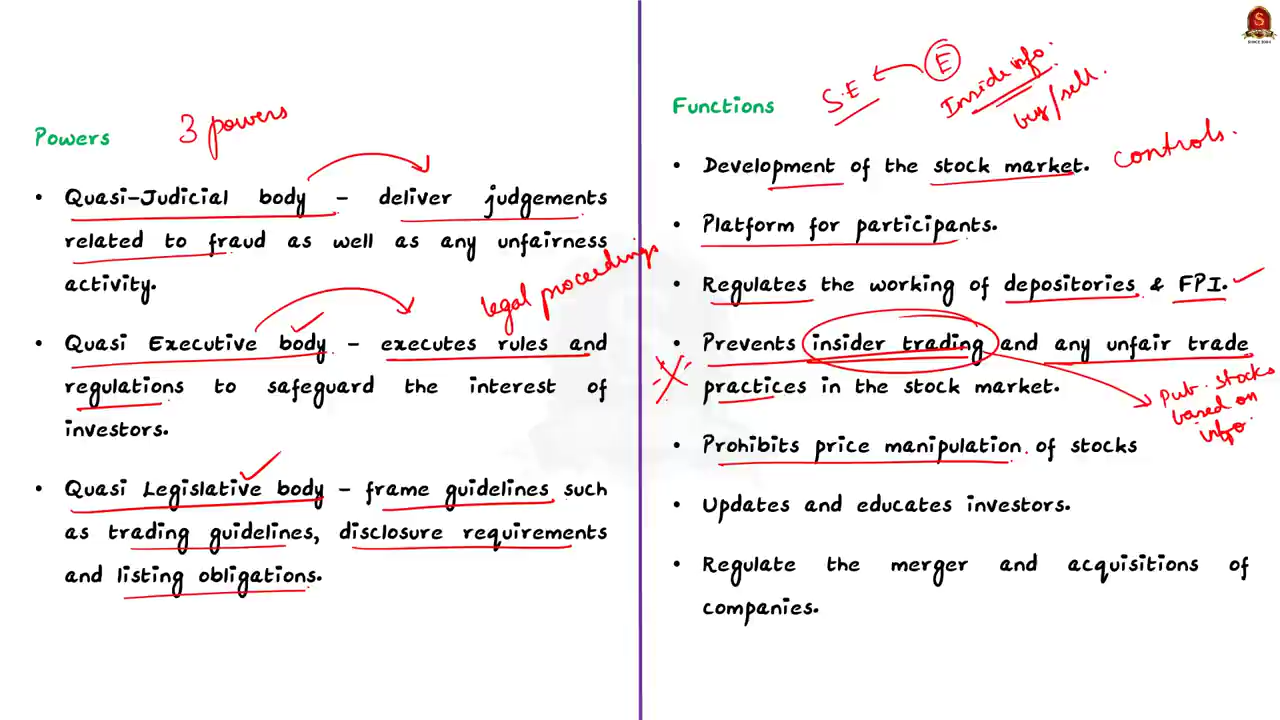 Powers
3 powers
• Quasi-Judicial body – deliver judgements
related to fraud as well as any unfairness
activity.
legal proceedings
• Quasi Executive body – executes rules and
regulations to safeguard the interest of
investors.
• Quasi Legislative body – frame guidelines such
as trading guidelines, disclosure requirements
and listing obligations.
S
SINCE 2004
Functions
S.E
E
Inside info.
buy/sell.
• Development of the stock market.
controls.
• Platform for participants.
• Regulates the working of depositories & FPI.
• Prevents insider trading and any unfair trade
practices in the stock market.
Pub. stocks
based on
info.
• Prohibits price manipulation of stocks
• Updates and educates investors.
• Regulate the merger and acquisitions of
companies.